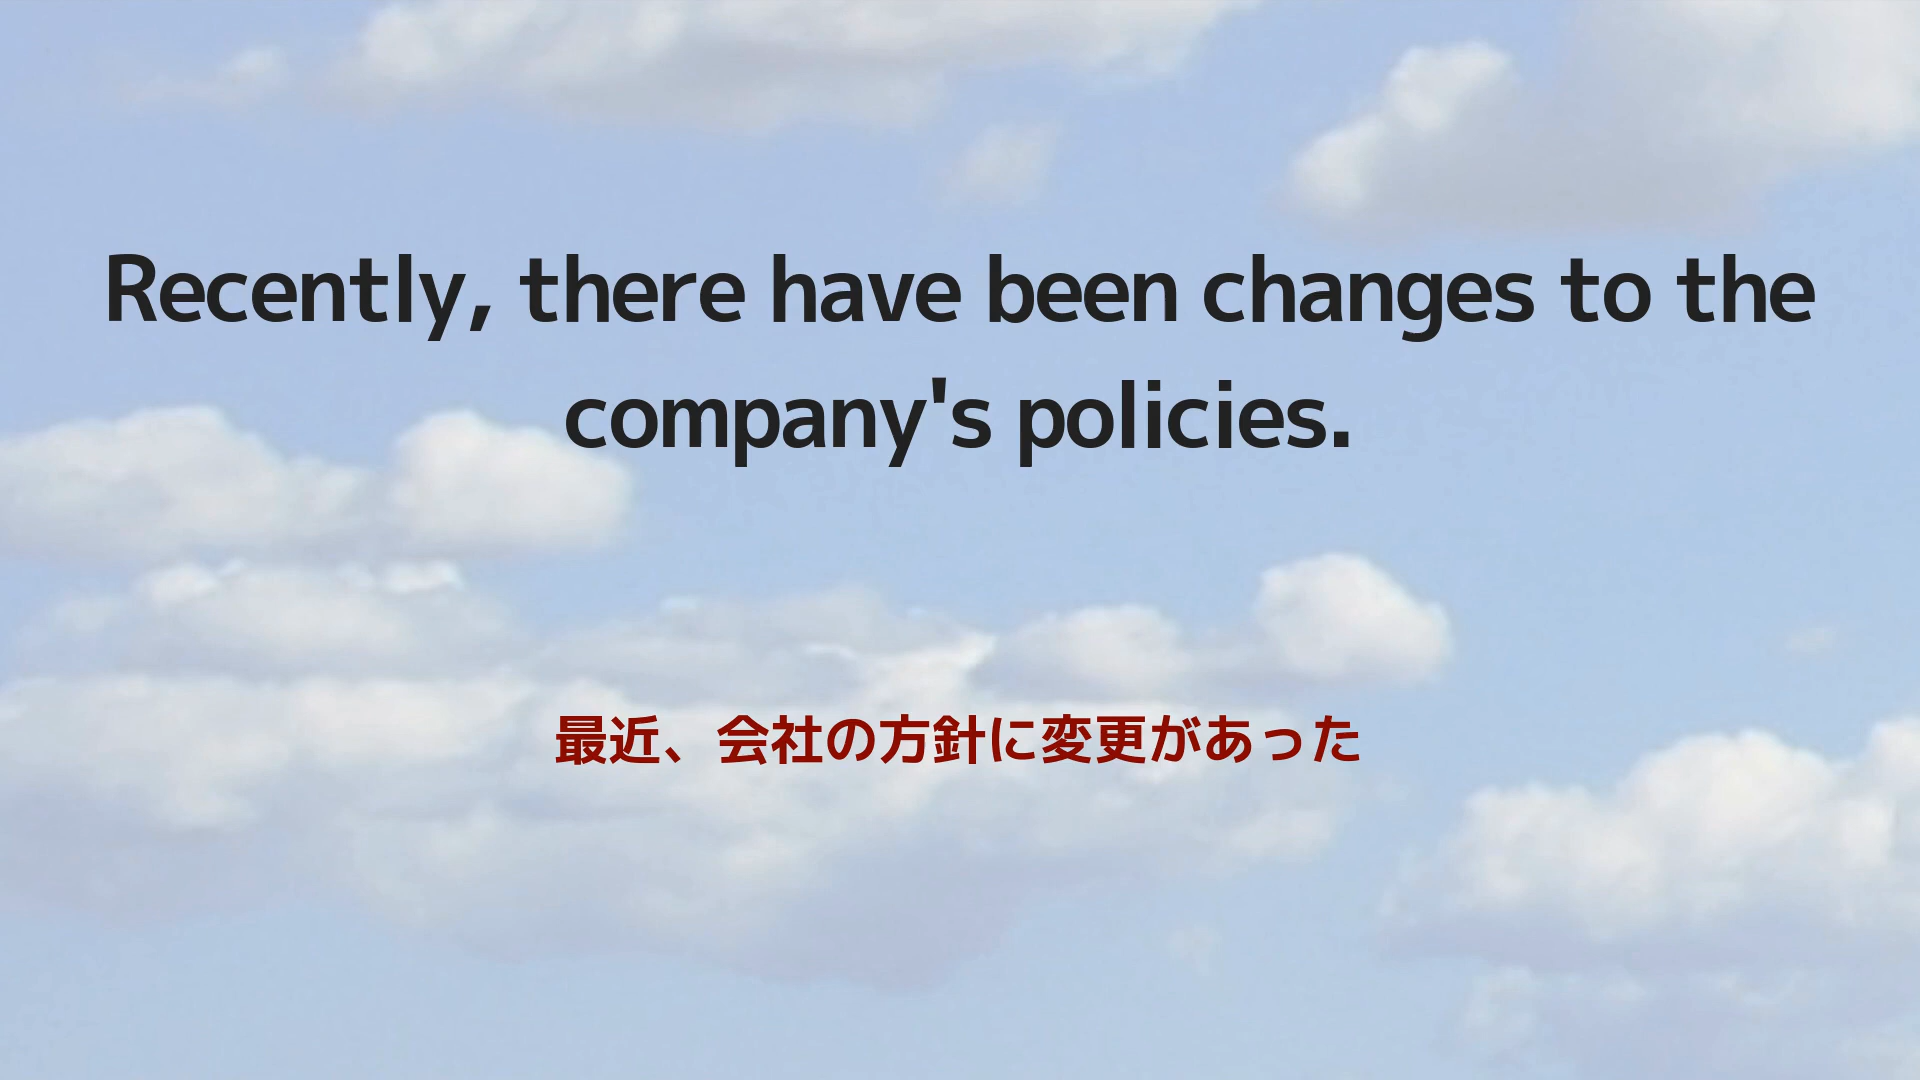 Recently, there have been changes to the
company's policies.
最近、会社の方針に変更があった